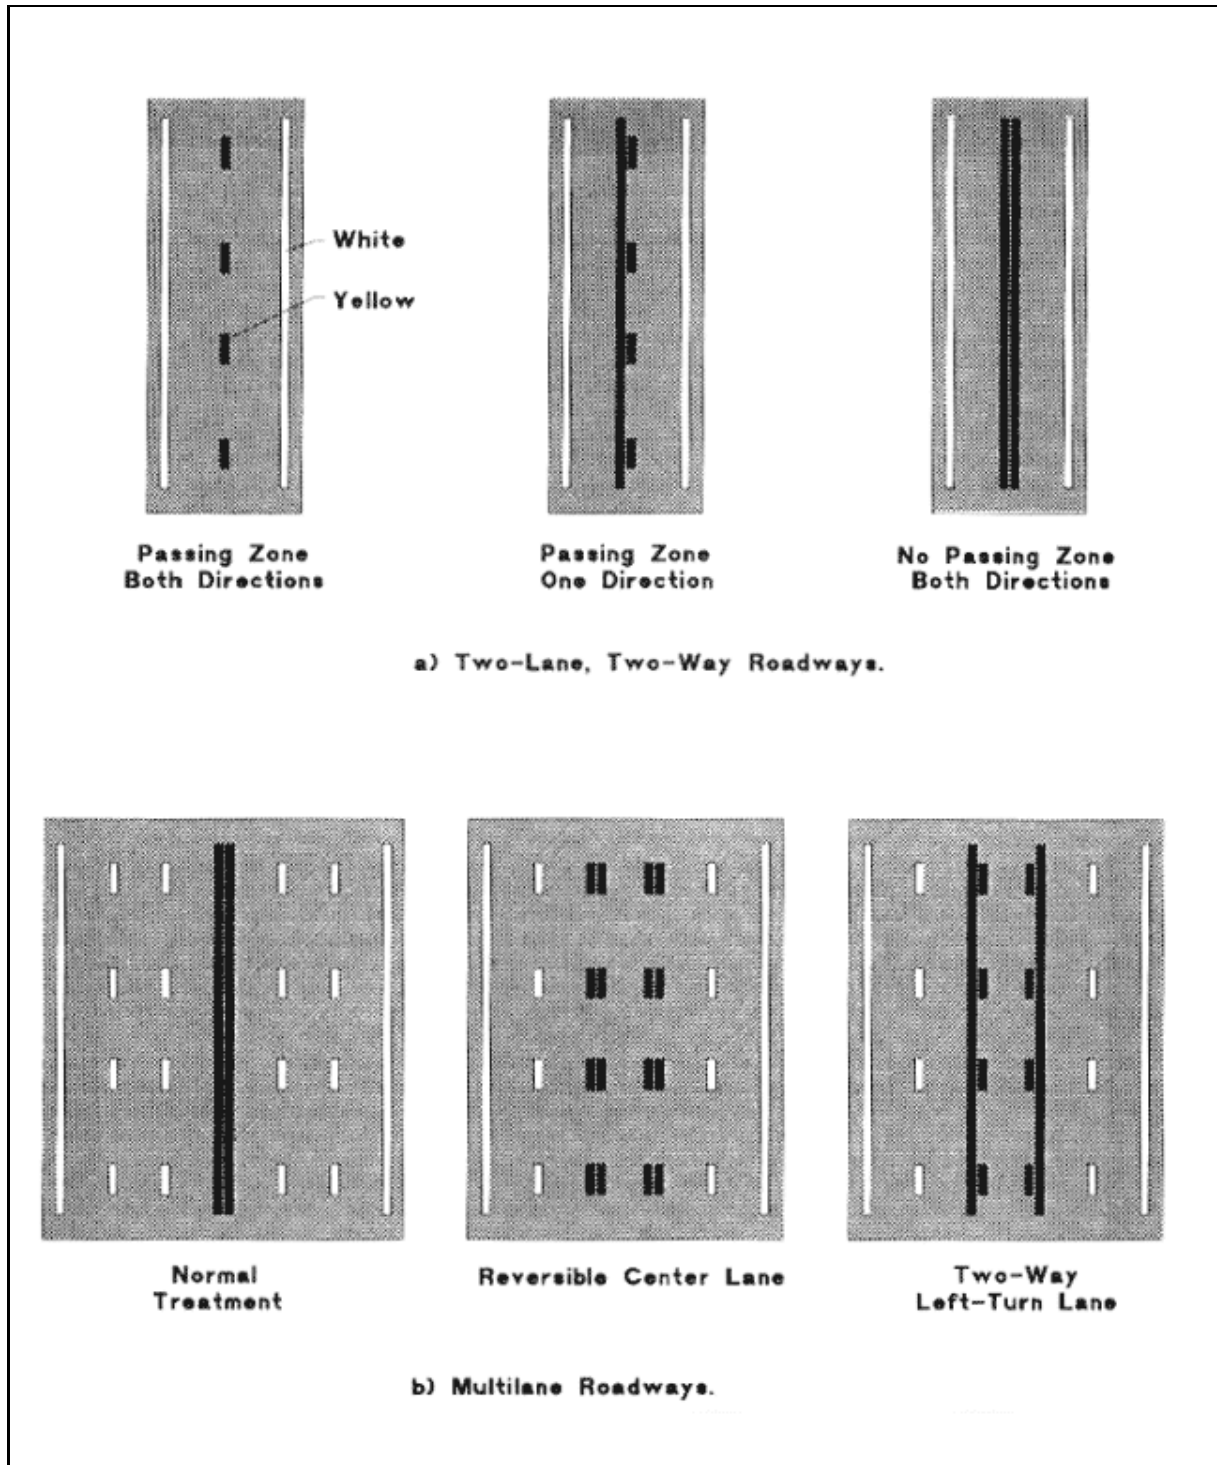 White
Yellow
Passing Zone
Both Directions
Passing Zone
One Direction
No Passing Zone
Both Directions
a) Two-Lane, Two-Way Roadways.
Normal
Treatment
Reversible Center Lane
Two-Way
Left-Turn Lane
b) Multilane Roadways.